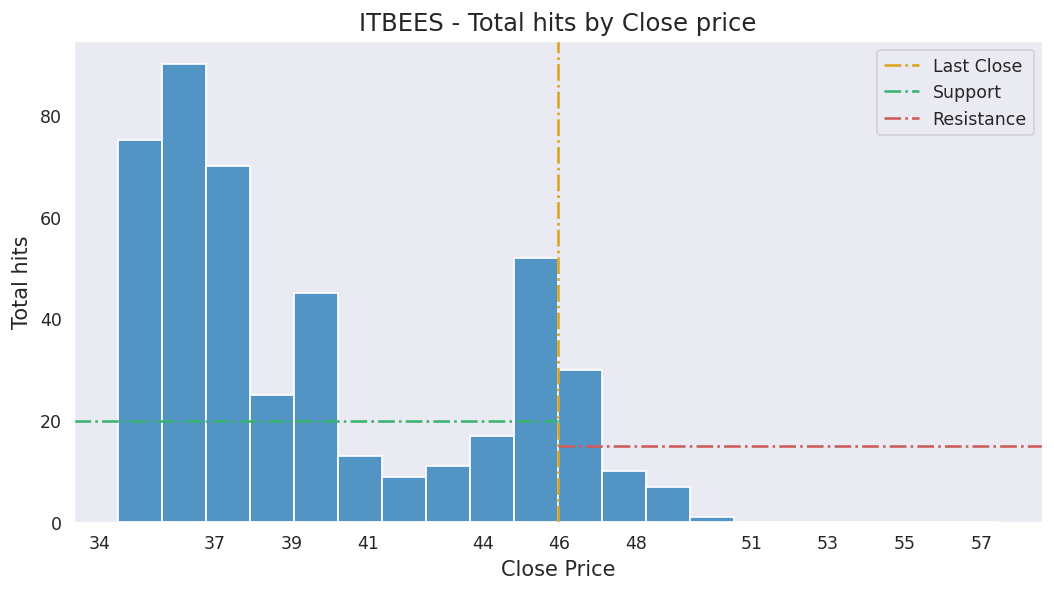 ITBEES - Total hits by Close price
Last Close
Support
Resistance
Total hits
80
60
40
20
0
34 37 39 41 44 46 48 51 53 55 57
Close Price